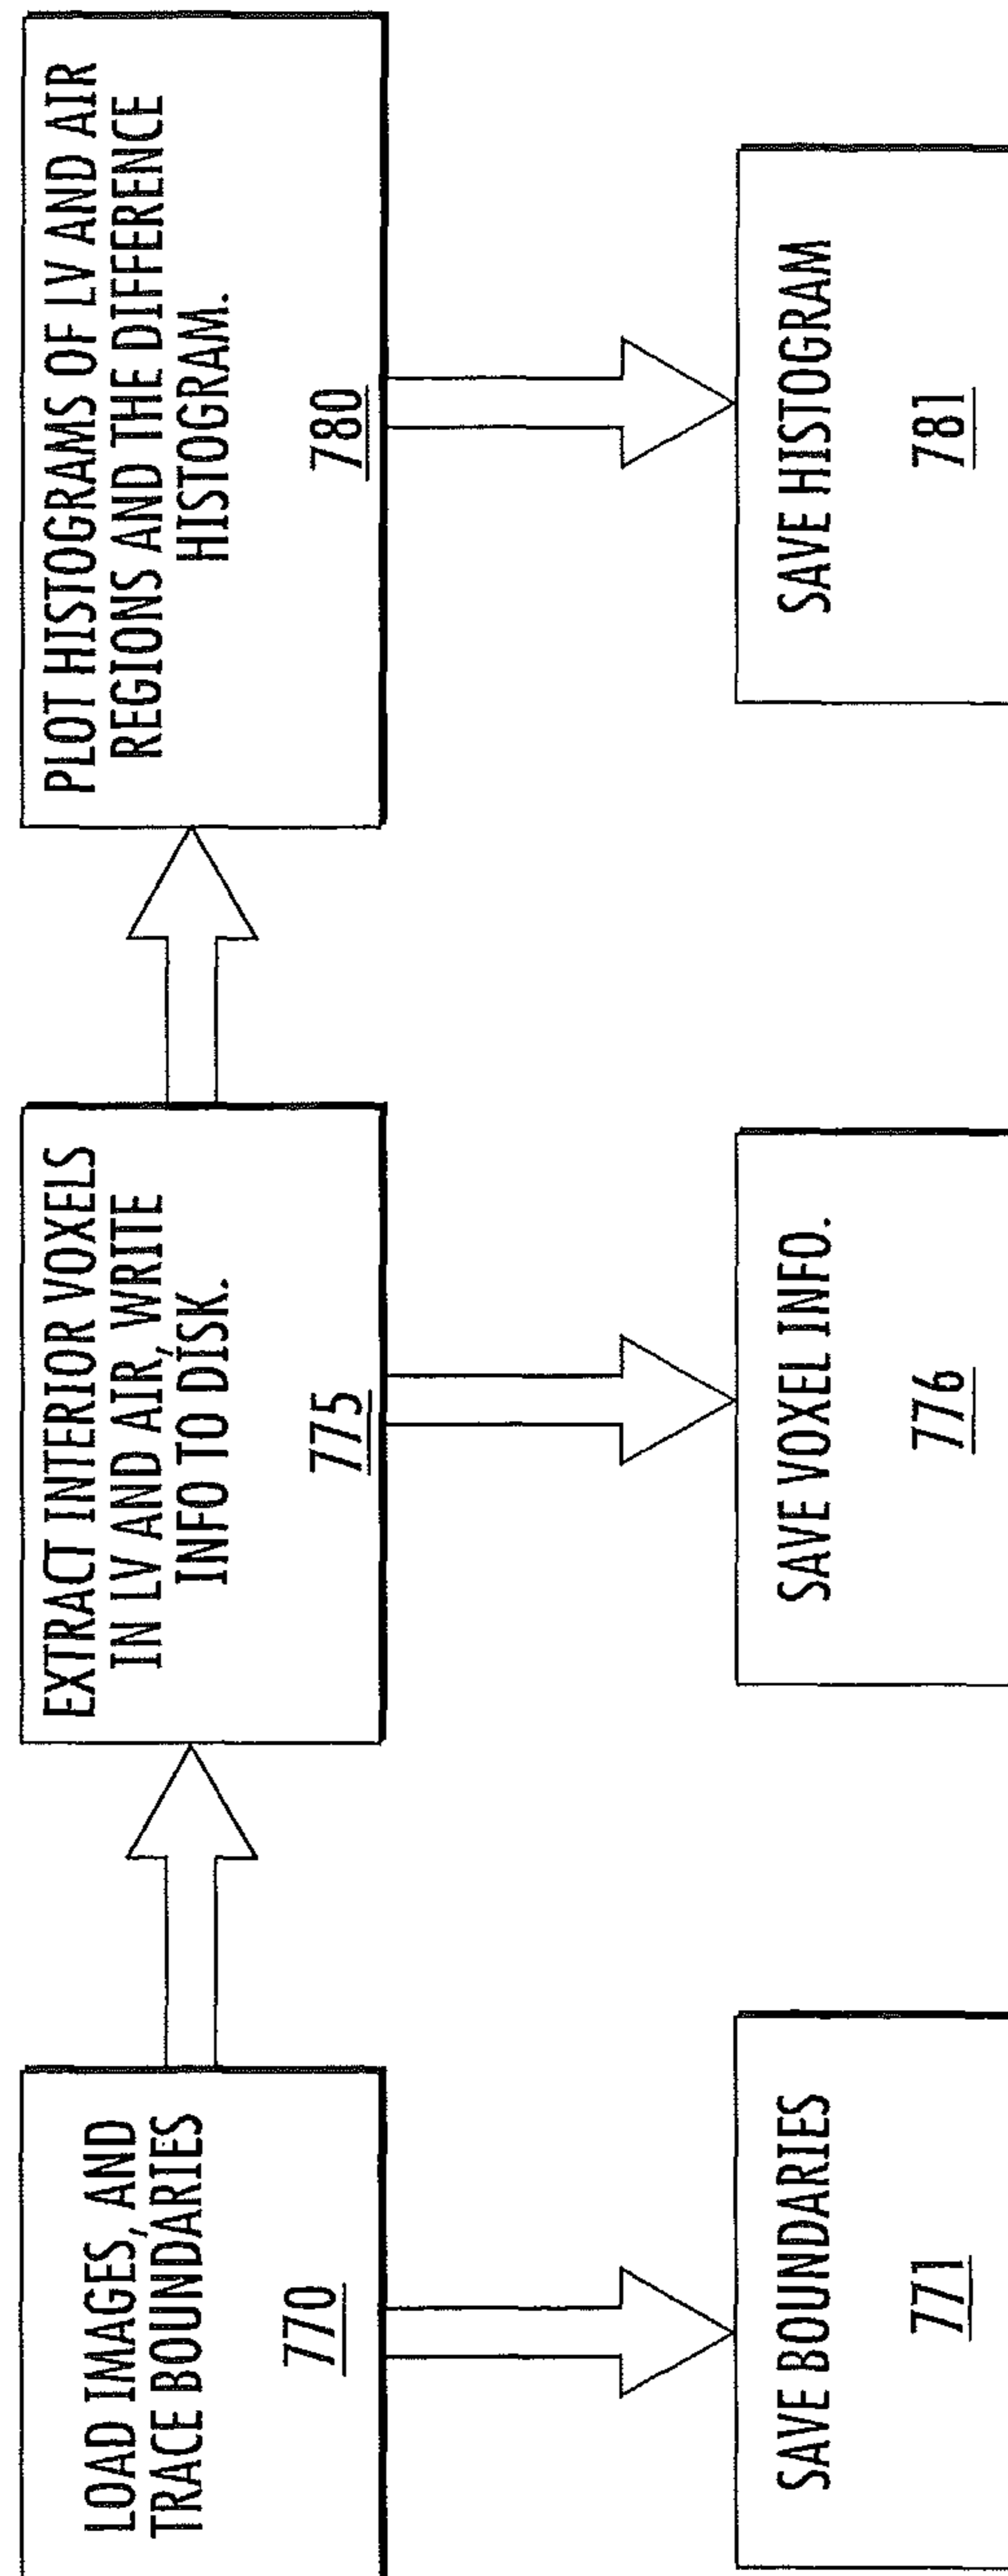 LOAD IMAGES, AND
TRACE BOUNDARIES
770
EXTRACT INTERIOR VOXELS
IN LV AND AIR, WRITE
INFO TO DISK.
775
PLOT HISTOGRAMS OF LV AND AIR
REGIONS AND THE DIFFERENCE
HISTOGRAM.
780
SAVE BOUNDARIES
771
SAVE VOXEL INFO.
776
SAVE HISTOGRAM
781